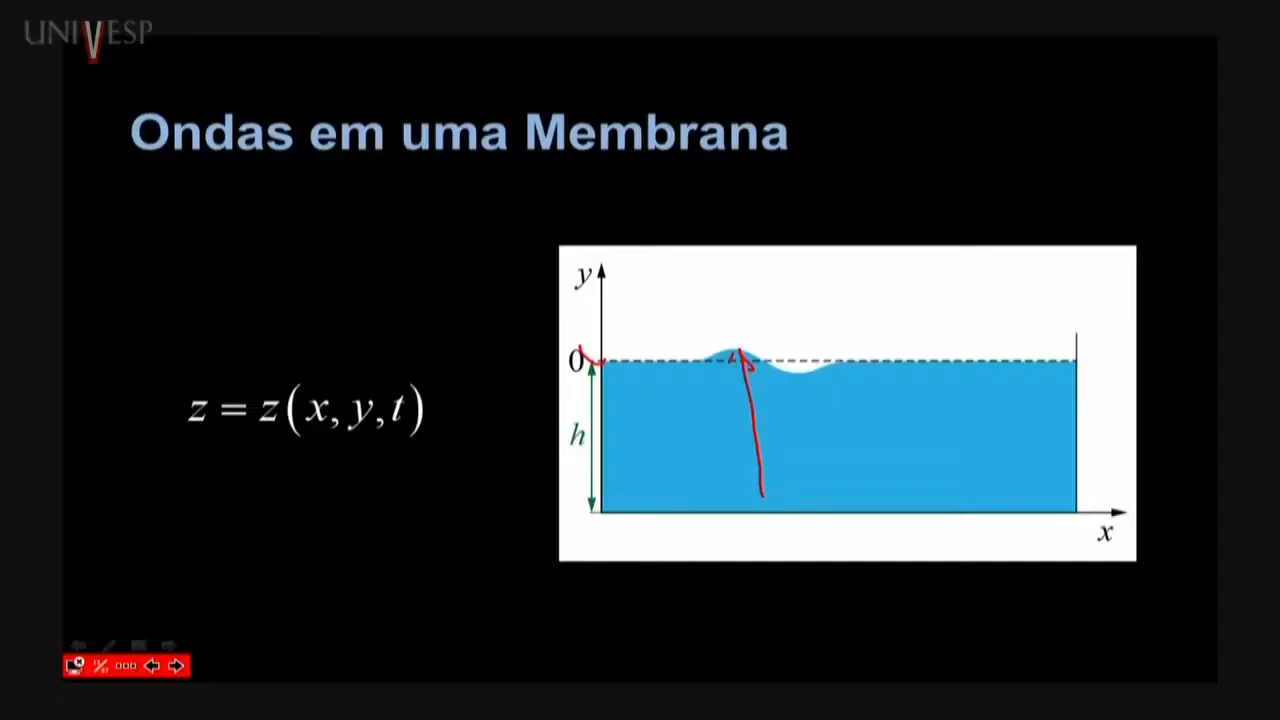 UNIVESP
Ondas em uma Membrana
z = z(x, y, t)
y
0
h
x